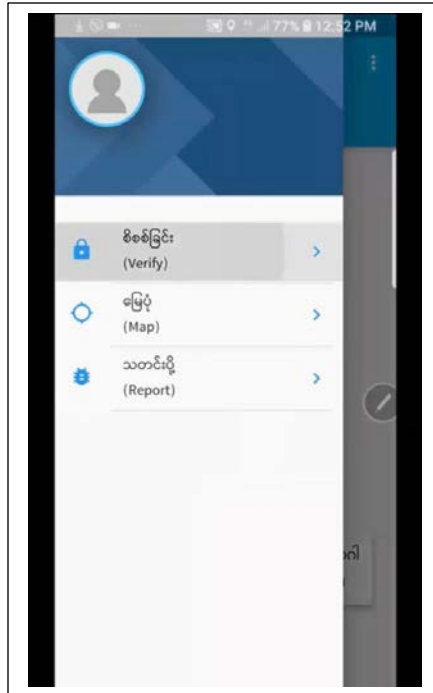 77% 12:52 PM
စိစစ်ခြင်း
(Verify)
မြေပုံ
(Map)
သတင်းပို့
(Report)